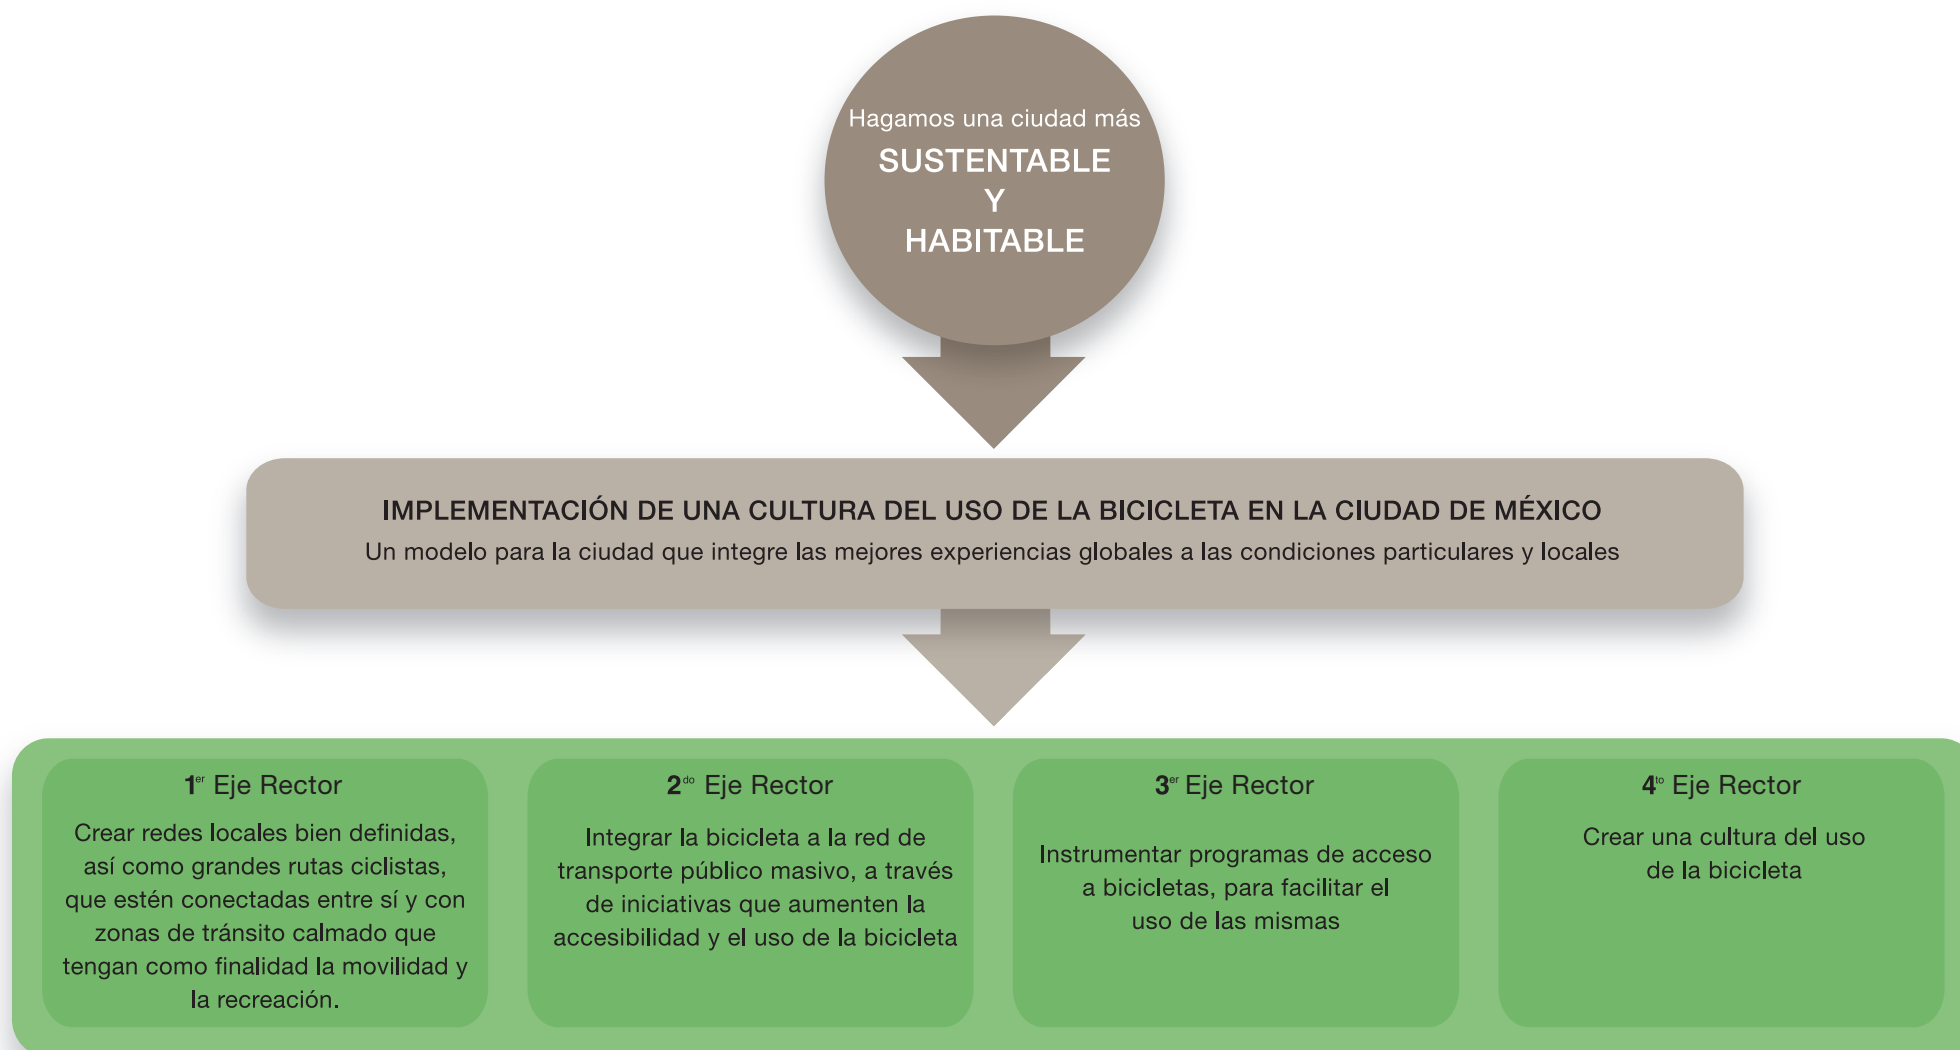 Hagamos una ciudad más
SUSTENTABLE
Y
HABITABLE
IMPLEMENTACIÓN DE UNA CULTURA DEL USO DE LA BICICLETA EN LA CIUDAD DE MÉXICO
Un modelo para la ciudad que integre las mejores experiencias globales a las condiciones particulares y locales
1er Eje Rector
Crear redes locales bien definidas,
así como grandes rutas ciclistas,
que estén conectadas entre sí y con
zonas de tránsito calmado que
tengan como finalidad la movilidad y
la recreación.
2do Eje Rector
Integrar la bicicleta a la red de
transporte público masivo, a través
de iniciativas que aumenten la
accesibilidad y el uso de la bicicleta
3er Eje Rector
Instrumentar programas de acceso
a bicicletas, para facilitar el
uso de las mismas
4to Eje Rector
Crear una cultura del uso
de la bicicleta